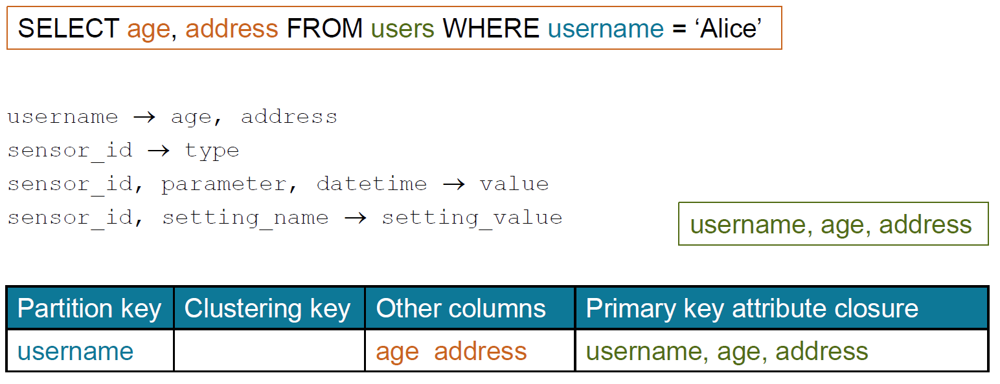 SELECT age, address FROM users WHERE username = ‘Alice’
username → age, address
sensor_id → type
sensor_id, parameter, datetime → value
sensor_id, setting_name → setting_value
username, age, address
Partition key Clustering key Other columns Primary key attribute closure
username age address username, age, address